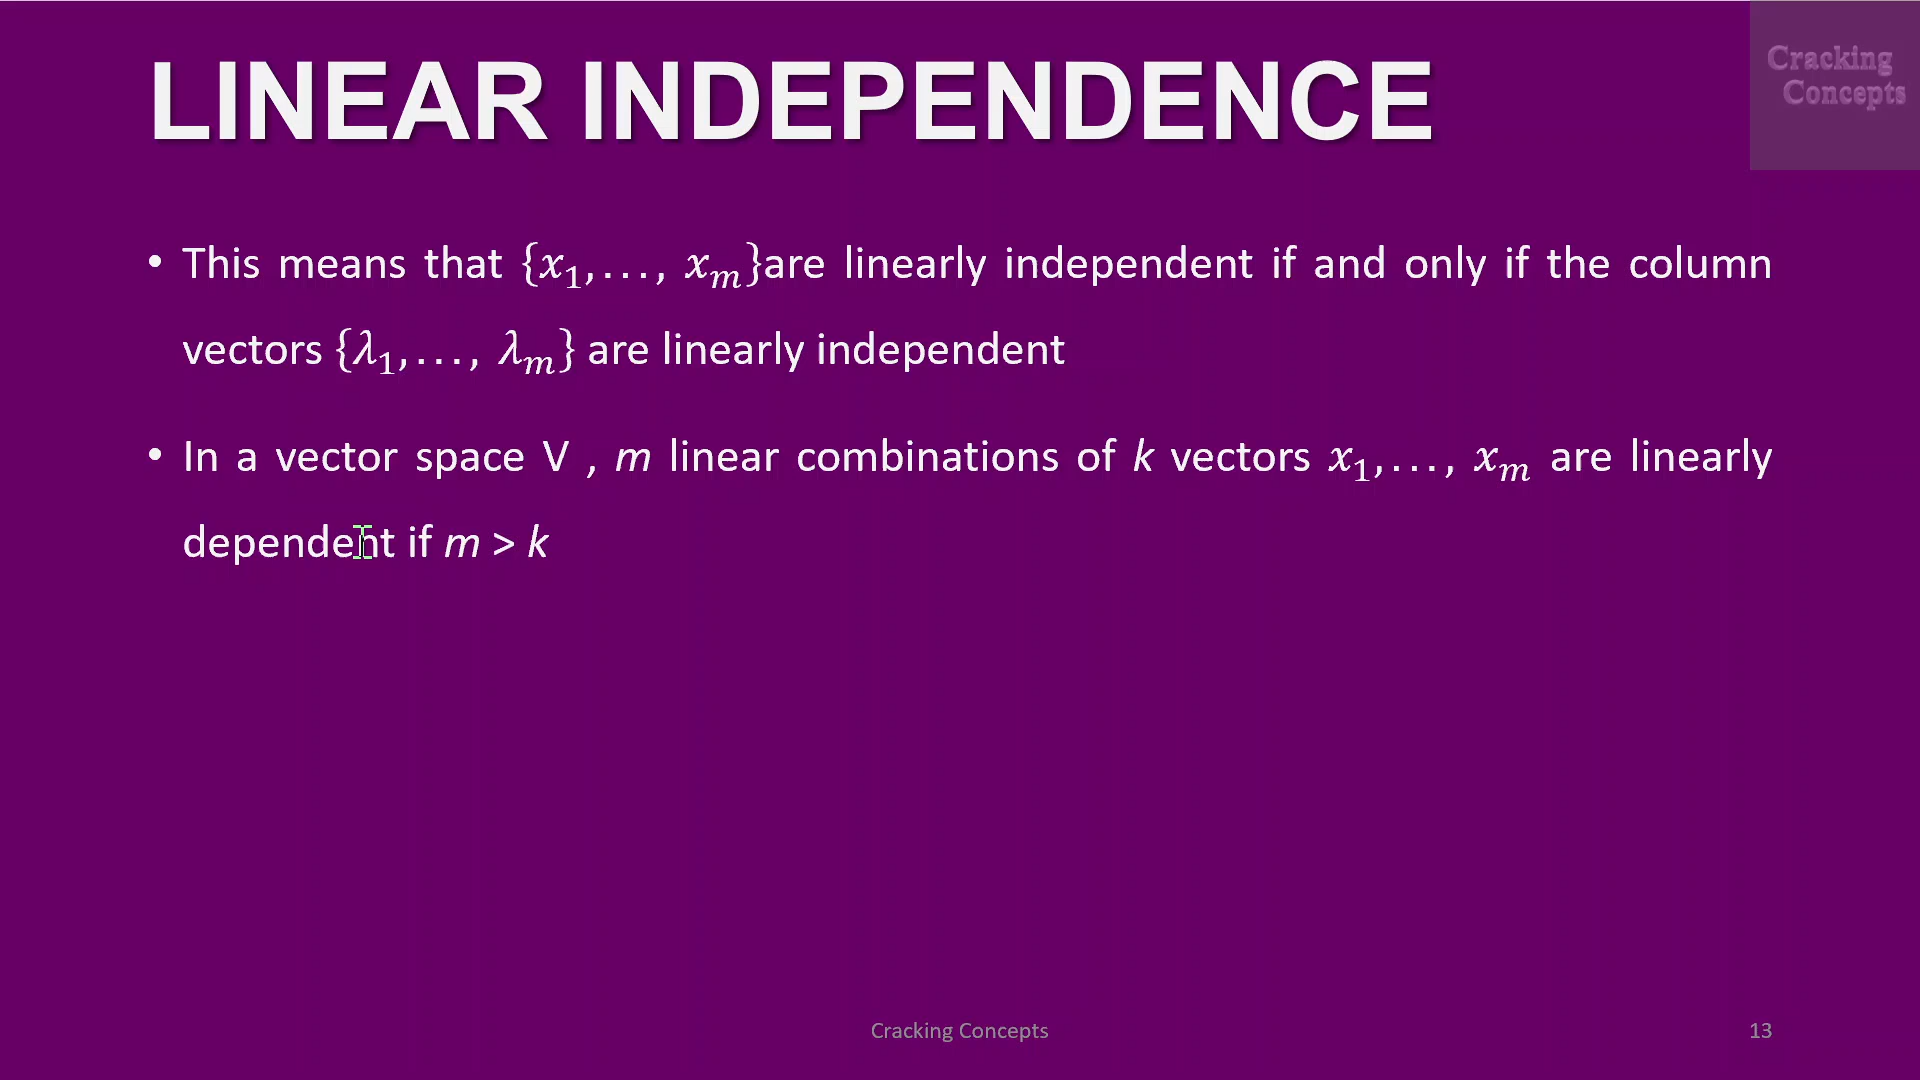 LINEAR INDEPENDENCE
Cracking
Concepts
• This means that {x₁,..., xₘ}are linearly independent if and only if the column
vectors {λ₁,..., λₘ} are linearly independent
• In a vector space V , m linear combinations of k vectors x₁,..., xₘ are linearly
dependent if m > k
Cracking Concepts
13